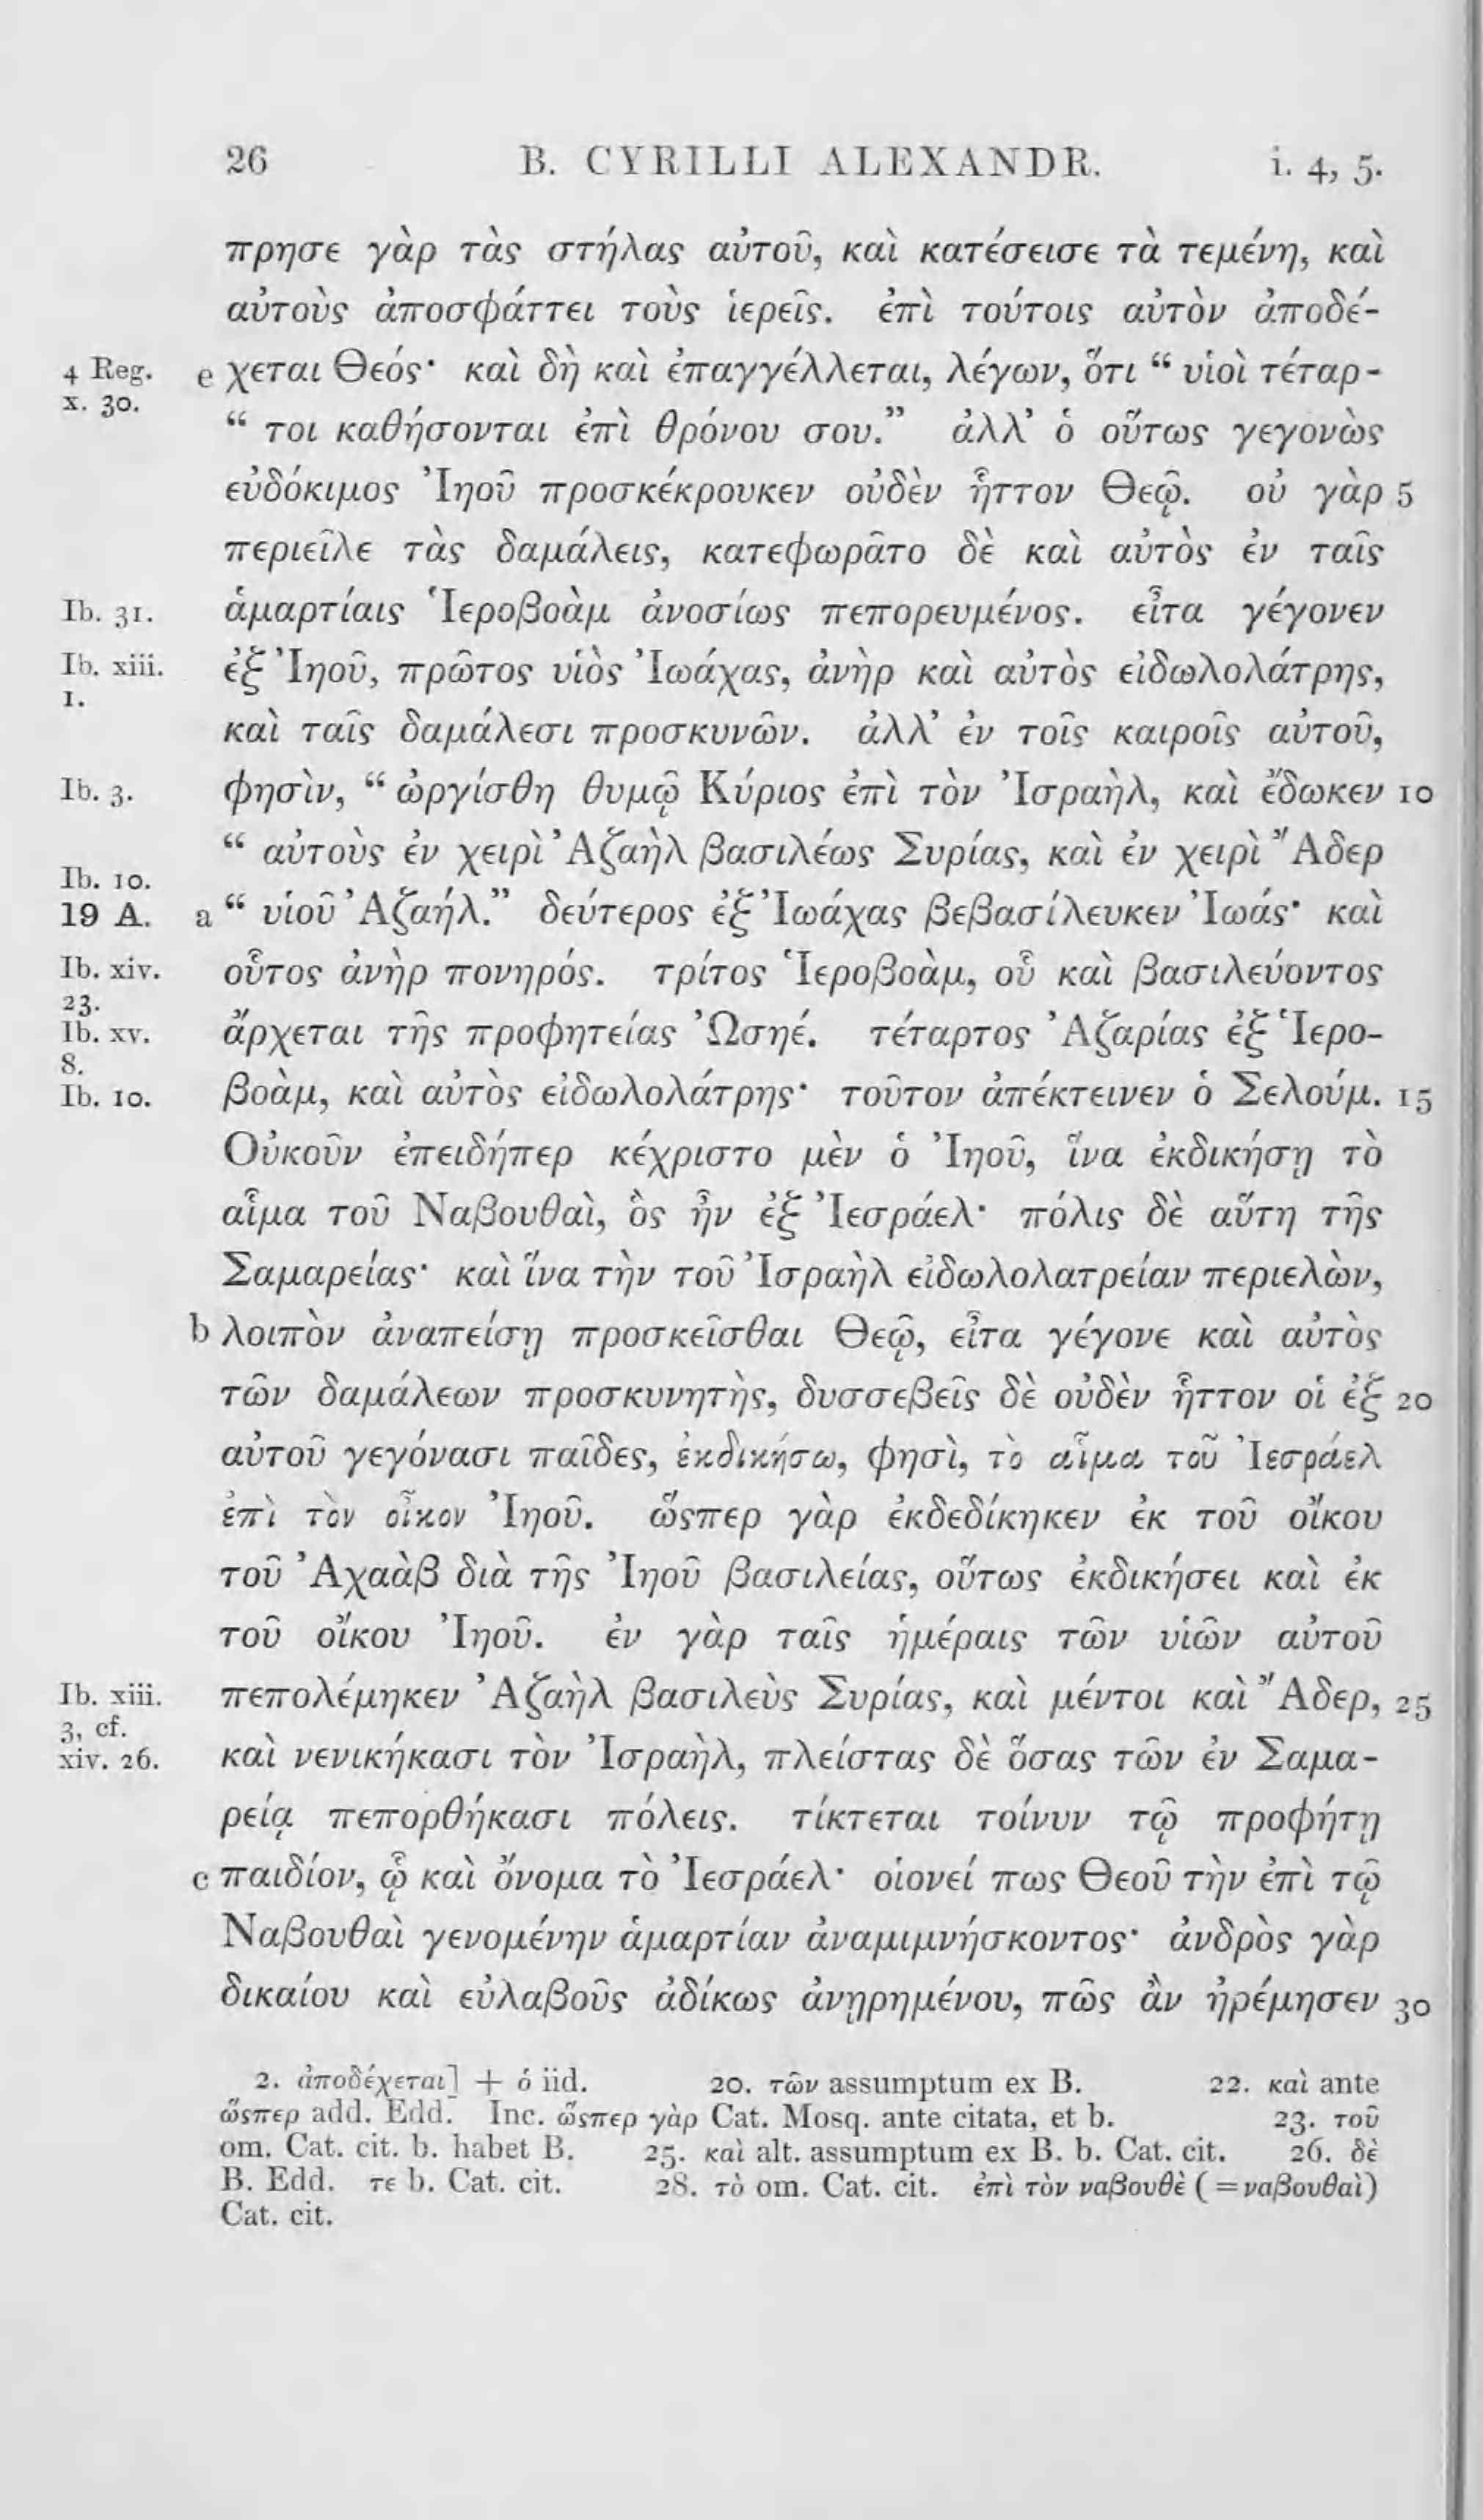 26 B. CYRILLI ALEXANDR. i. 4, 5.
πρησε γὰρ τὰς στήλας αὐτοῦ, καὶ κατέσεισε τὰ τεμένη, καὶ
αὐτοὺς ἀποσφάττει τοὺς ἱερεῖς. ἐπὶ τούτοις αὐτὸν ἀποδέ-
4 Reg. e χεται Θεός· καὶ δὴ καὶ ἐπαγγέλλεται, λέγων, ὅτι “ υἱοὶ τέταρ-
x. 30.
“ τοι καθήσονται ἐπὶ θρόνου σου.” ἀλλ’ ὁ οὕτως γεγονὼς
εὐδόκιμος Ἰηοῦ προσκέκρουκεν οὐδὲν ἧττον Θεῷ. οὐ γὰρ 5
περιεῖλε τὰς δαμάλεις, κατεφωρᾶτο δὲ καὶ αὐτὸς ἐν ταῖς
Ib. 31. ἁμαρτίαις Ἱεροβοὰμ ἀνοσίως πεπορευμένος. εἶτα γέγονεν
Ib. xiii. ἐξ Ἰηοῦ, πρῶτος υἱὸς Ἰωάχας, ἀνὴρ καὶ αὐτὸς εἰδωλολάτρης,
1.
καὶ ταῖς δαμάλεσι προσκυνῶν. ἀλλ’ ἐν τοῖς καιροῖς αὐτοῦ,
Ib. 3. φησὶν, “ ὠργίσθη θυμῷ Κύριος ἐπὶ τὸν Ἰσραὴλ, καὶ ἔδωκεν 10
“ αὐτοὺς ἐν χειρὶ Ἀζαὴλ βασιλέως Συρίας, καὶ ἐν χειρὶ Ἄδερ
Ib. 10.
19 A. a “ υἱοῦ Ἀζαήλ.” δεύτερος ἐξ Ἰωάχας βεβασίλευκεν Ἰωάς· καὶ
Ib. xiv. οὗτος ἀνὴρ πονηρός. τρίτος Ἱεροβοὰμ, οὗ καὶ βασιλεύοντος
23.
Ib. xv. ἄρχεται τῆς προφητείας Ὠσηέ. τέταρτος Ἀζαρίας ἐξ Ἱερο-
8.
Ib. 10. βοὰμ, καὶ αὐτὸς εἰδωλολάτρης· τοῦτον ἀπέκτεινεν ὁ Σελούμ. 15
Οὐκοῦν ἐπειδήπερ κέχριστο μὲν ὁ Ἰηοῦ, ἵνα ἐκδικήσῃ τὸ
αἷμα τοῦ Ναβουθαὶ, ὃς ἦν ἐξ Ἰεσράελ· πόλις δὲ αὕτη τῆς
Σαμαρείας· καὶ ἵνα τὴν τοῦ Ἰσραὴλ εἰδωλολατρείαν περιελὼν,
b λοιπὸν ἀναπείσῃ προσκεῖσθαι Θεῷ, εἶτα γέγονε καὶ αὐτὸς
τῶν δαμάλεων προσκυνητὴς, δυσσεβεῖς δὲ οὐδὲν ἧττον οἱ ἐξ 20
αὐτοῦ γεγόνασι παῖδες, ἐκδικήσω, φησὶ, τὸ αἷμα τοῦ Ἰεσράελ
ἐπὶ τὸν οἶκον Ἰηοῦ. ὥσπερ γὰρ ἐκδεδίκηκεν ἐκ τοῦ οἴκου
τοῦ Ἀχαὰβ διὰ τῆς Ἰηοῦ βασιλείας, οὕτως ἐκδικήσει καὶ ἐκ
τοῦ οἴκου Ἰηοῦ. ἐν γὰρ ταῖς ἡμέραις τῶν υἱῶν αὐτοῦ
Ib. xiii. πεπολέμηκεν Ἀζαὴλ βασιλεὺς Συρίας, καὶ μέντοι καὶ Ἄδερ, 25
3, cf.
xiv. 26. καὶ νενικήκασι τὸν Ἰσραὴλ, πλείστας δὲ ὅσας τῶν ἐν Σαμα-
ρείᾳ πεπορθήκασι πόλεις. τίκτεται τοίνυν τῷ προφήτῃ
c παιδίον, ᾧ καὶ ὄνομα τὸ Ἰεσράελ· οἱονεί πως Θεοῦ τὴν ἐπὶ τῷ
Ναβουθαὶ γενομένην ἁμαρτίαν ἀναμιμνήσκοντος· ἀνδρὸς γὰρ
δικαίου καὶ εὐλαβοῦς ἀδίκως ἀνῃρημένου, πῶς ἂν ἠρέμησεν 30
2. ἀποδέχεται] + ὁ iid. 20. τῶν assumptum ex B. 22. καὶ ante
ὥσπερ add. Edd. Inc. ὥσπερ γὰρ Cat. Mosq. ante citata, et b. 23. τοῦ
om. Cat. cit. b. habet B. 25. καὶ alt. assumptum ex B. b. Cat. cit. 26. δὲ
B. Edd. τε b. Cat. cit. 28. τὸ om. Cat. cit. ἐπὶ τὸν ναβουθὲ ( = ναβουθαὶ)
Cat. cit.